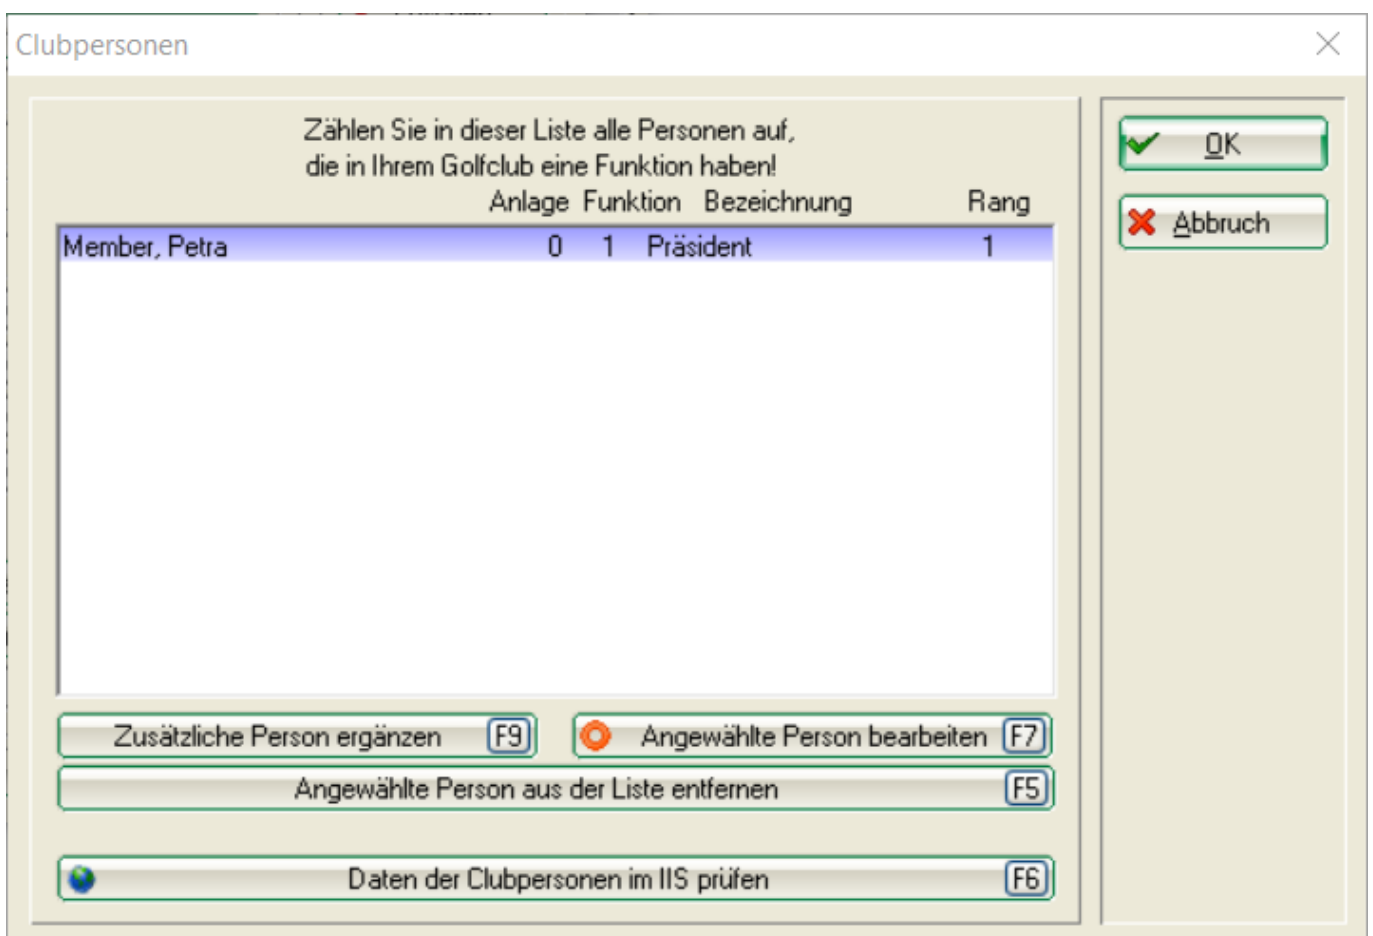 Clubpersonen
Zählen Sie in dieser Liste alle Personen auf,
die in Ihrem Golfclub eine Funktion haben!
Anlage Funktion Bezeichnung Rang
Member, Petra 0 1 Präsident 1
Zusätzliche Person ergänzen F9
Angewählte Person bearbeiten F7
Angewählte Person aus der Liste entfernen F5
Daten der Clubpersonen im IIS prüfen F6
OK
Abbruch